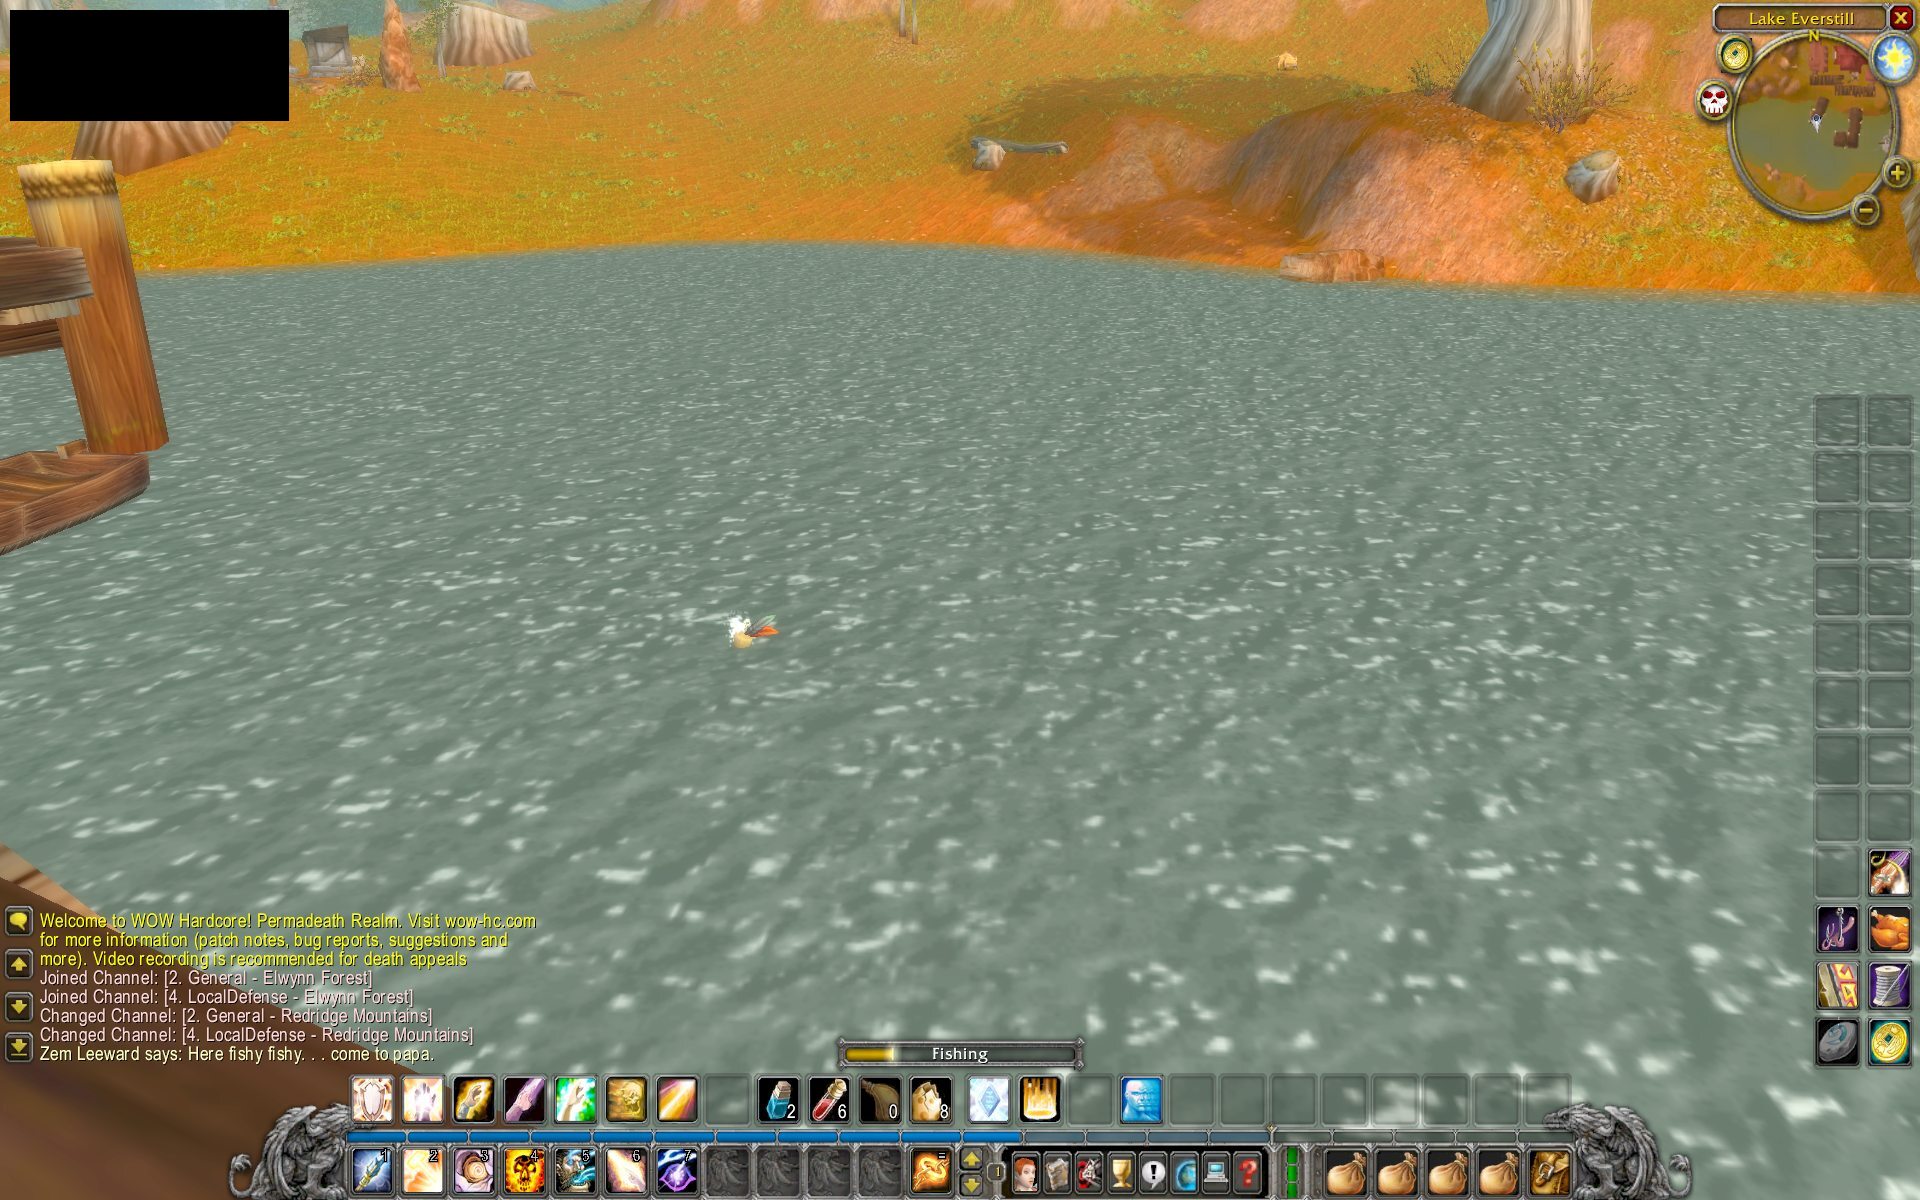 Lake Everstill
N
Welcome to WOW Hardcore! Permadeath Realm. Visit wow-hc.com
for more information (patch notes, bug reports, suggestions and
more). Video recording is recommended for death appeals
Joined Channel: [2. General - Elwynn Forest]
Joined Channel: [4. LocalDefense - Elwynn Forest]
Changed Channel: [2. General - Redridge Mountains]
Changed Channel: [4. LocalDefense - Redridge Mountains]
Zem Leeward says: Here fishy fishy. . . come to papa.
Fishing
2 6 0 8
1 2 3 4 5 6 7 = 1